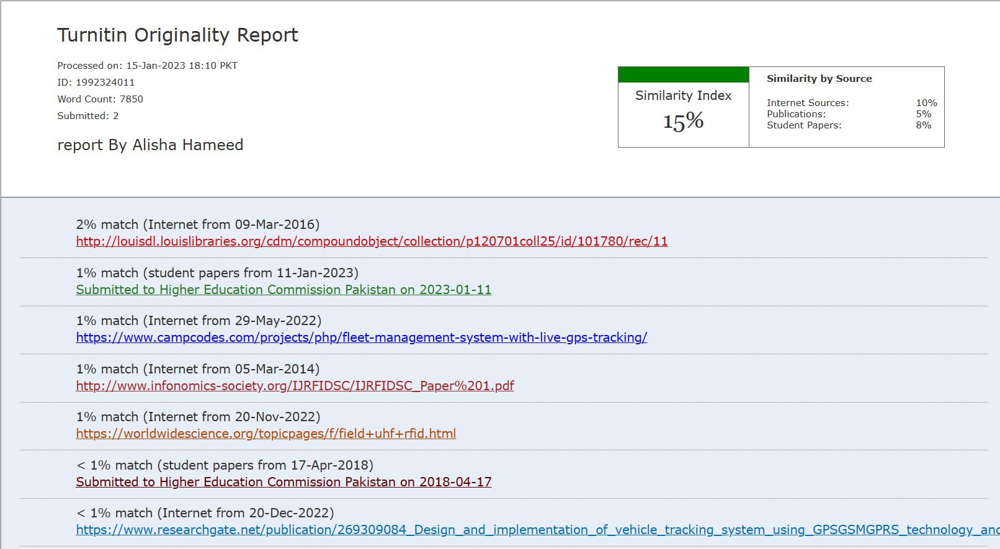 Turnitin Originality Report
Processed on: 15-Jan-2023 18:10 PKT
ID: 1992324011
Word Count: 7850
Submitted: 2
report By Alisha Hameed
Similarity Index
15%
Similarity by Source
Internet Sources: 10%
Publications: 5%
Student Papers: 8%
2% match (Internet from 09-Mar-2016)
http://louisdl.louislibraries.org/cdm/compoundobject/collection/p120701coll25/id/101780/rec/11
1% match (student papers from 11-Jan-2023)
Submitted to Higher Education Commission Pakistan on 2023-01-11
1% match (Internet from 29-May-2022)
https://www.campcodes.com/projects/php/fleet-management-system-with-live-gps-tracking/
1% match (Internet from 05-Mar-2014)
http://www.infonomics-society.org/IJRFIDSC/IJRFIDSC_Paper%201.pdf
1% match (Internet from 20-Nov-2022)
https://worldwidescience.org/topicpages/f/field+uhf+rfid.html
< 1% match (student papers from 17-Apr-2018)
Submitted to Higher Education Commission Pakistan on 2018-04-17
< 1% match (Internet from 20-Dec-2022)
https://www.researchgate.net/publication/269309084_Design_and_implementation_of_vehicle_tracking_system_using_GPSGSMGPRS_technology_and